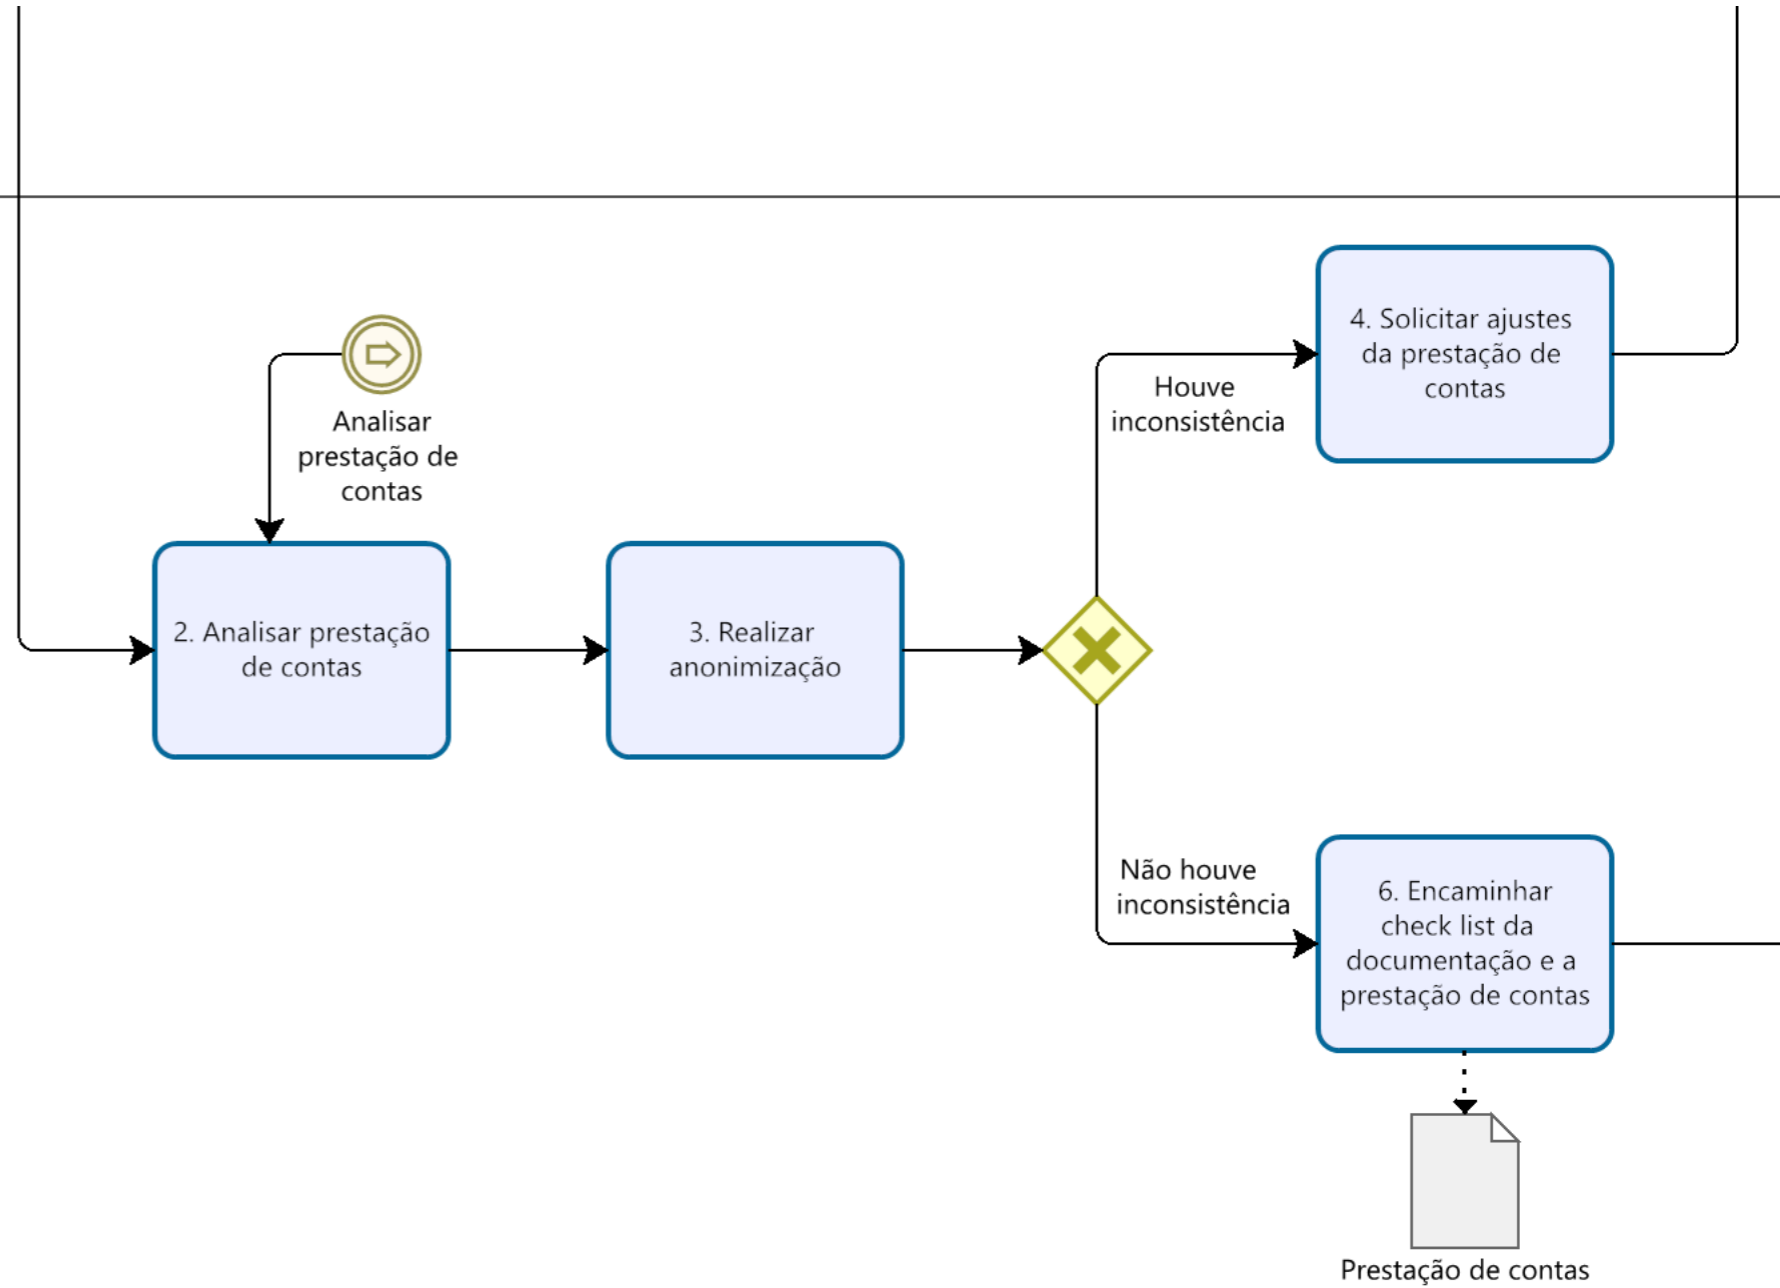 Analisar
prestação de
contas
2. Analisar prestação
de contas
3. Realizar
anonimização
Houve
inconsistência
4. Solicitar ajustes
da prestação de
contas
Não houve
inconsistência
6. Encaminhar
check list da
documentação e a
prestação de contas
Prestação de contas